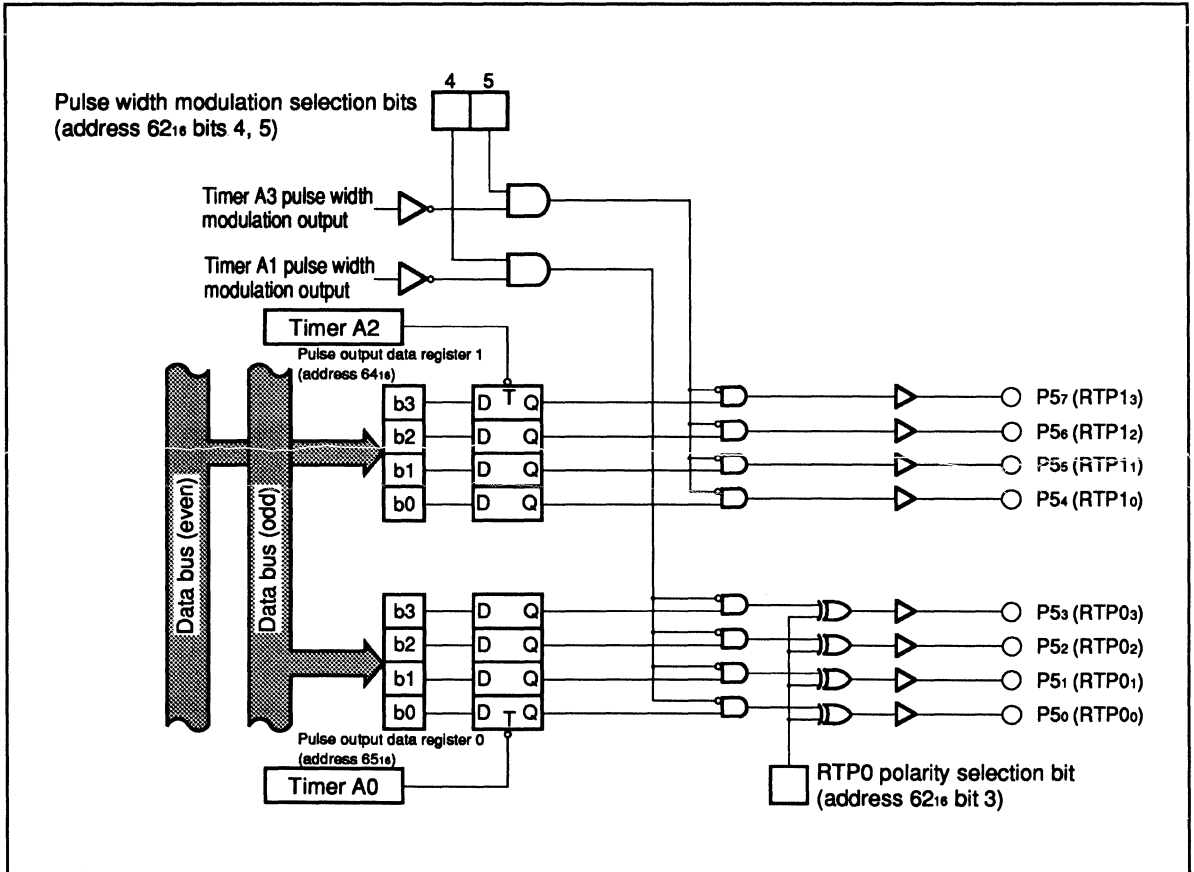 4 5
Pulse width modulation selection bits
(address 62₁₆ bits 4, 5)
Timer A3 pulse width
modulation output
Timer A1 pulse width
modulation output
Timer A2
Pulse output data register 1
(address 64₁₆)
Data bus (even)
Data bus (odd)
b3 D T Q P5₇ (RTP1₃)
b2 D Q P5₆ (RTP1₂)
b1 D Q P5₅ (RTP1₁)
b0 D Q P5₄ (RTP1₀)
b3 D Q P5₃ (RTP0₃)
b2 D Q P5₂ (RTP0₂)
b1 D Q P5₁ (RTP0₁)
b0 D T Q P5₀ (RTP0₀)
Pulse output data register 0
(address 65₁₆)
Timer A0
RTP0 polarity selection bit
(address 62₁₆ bit 3)